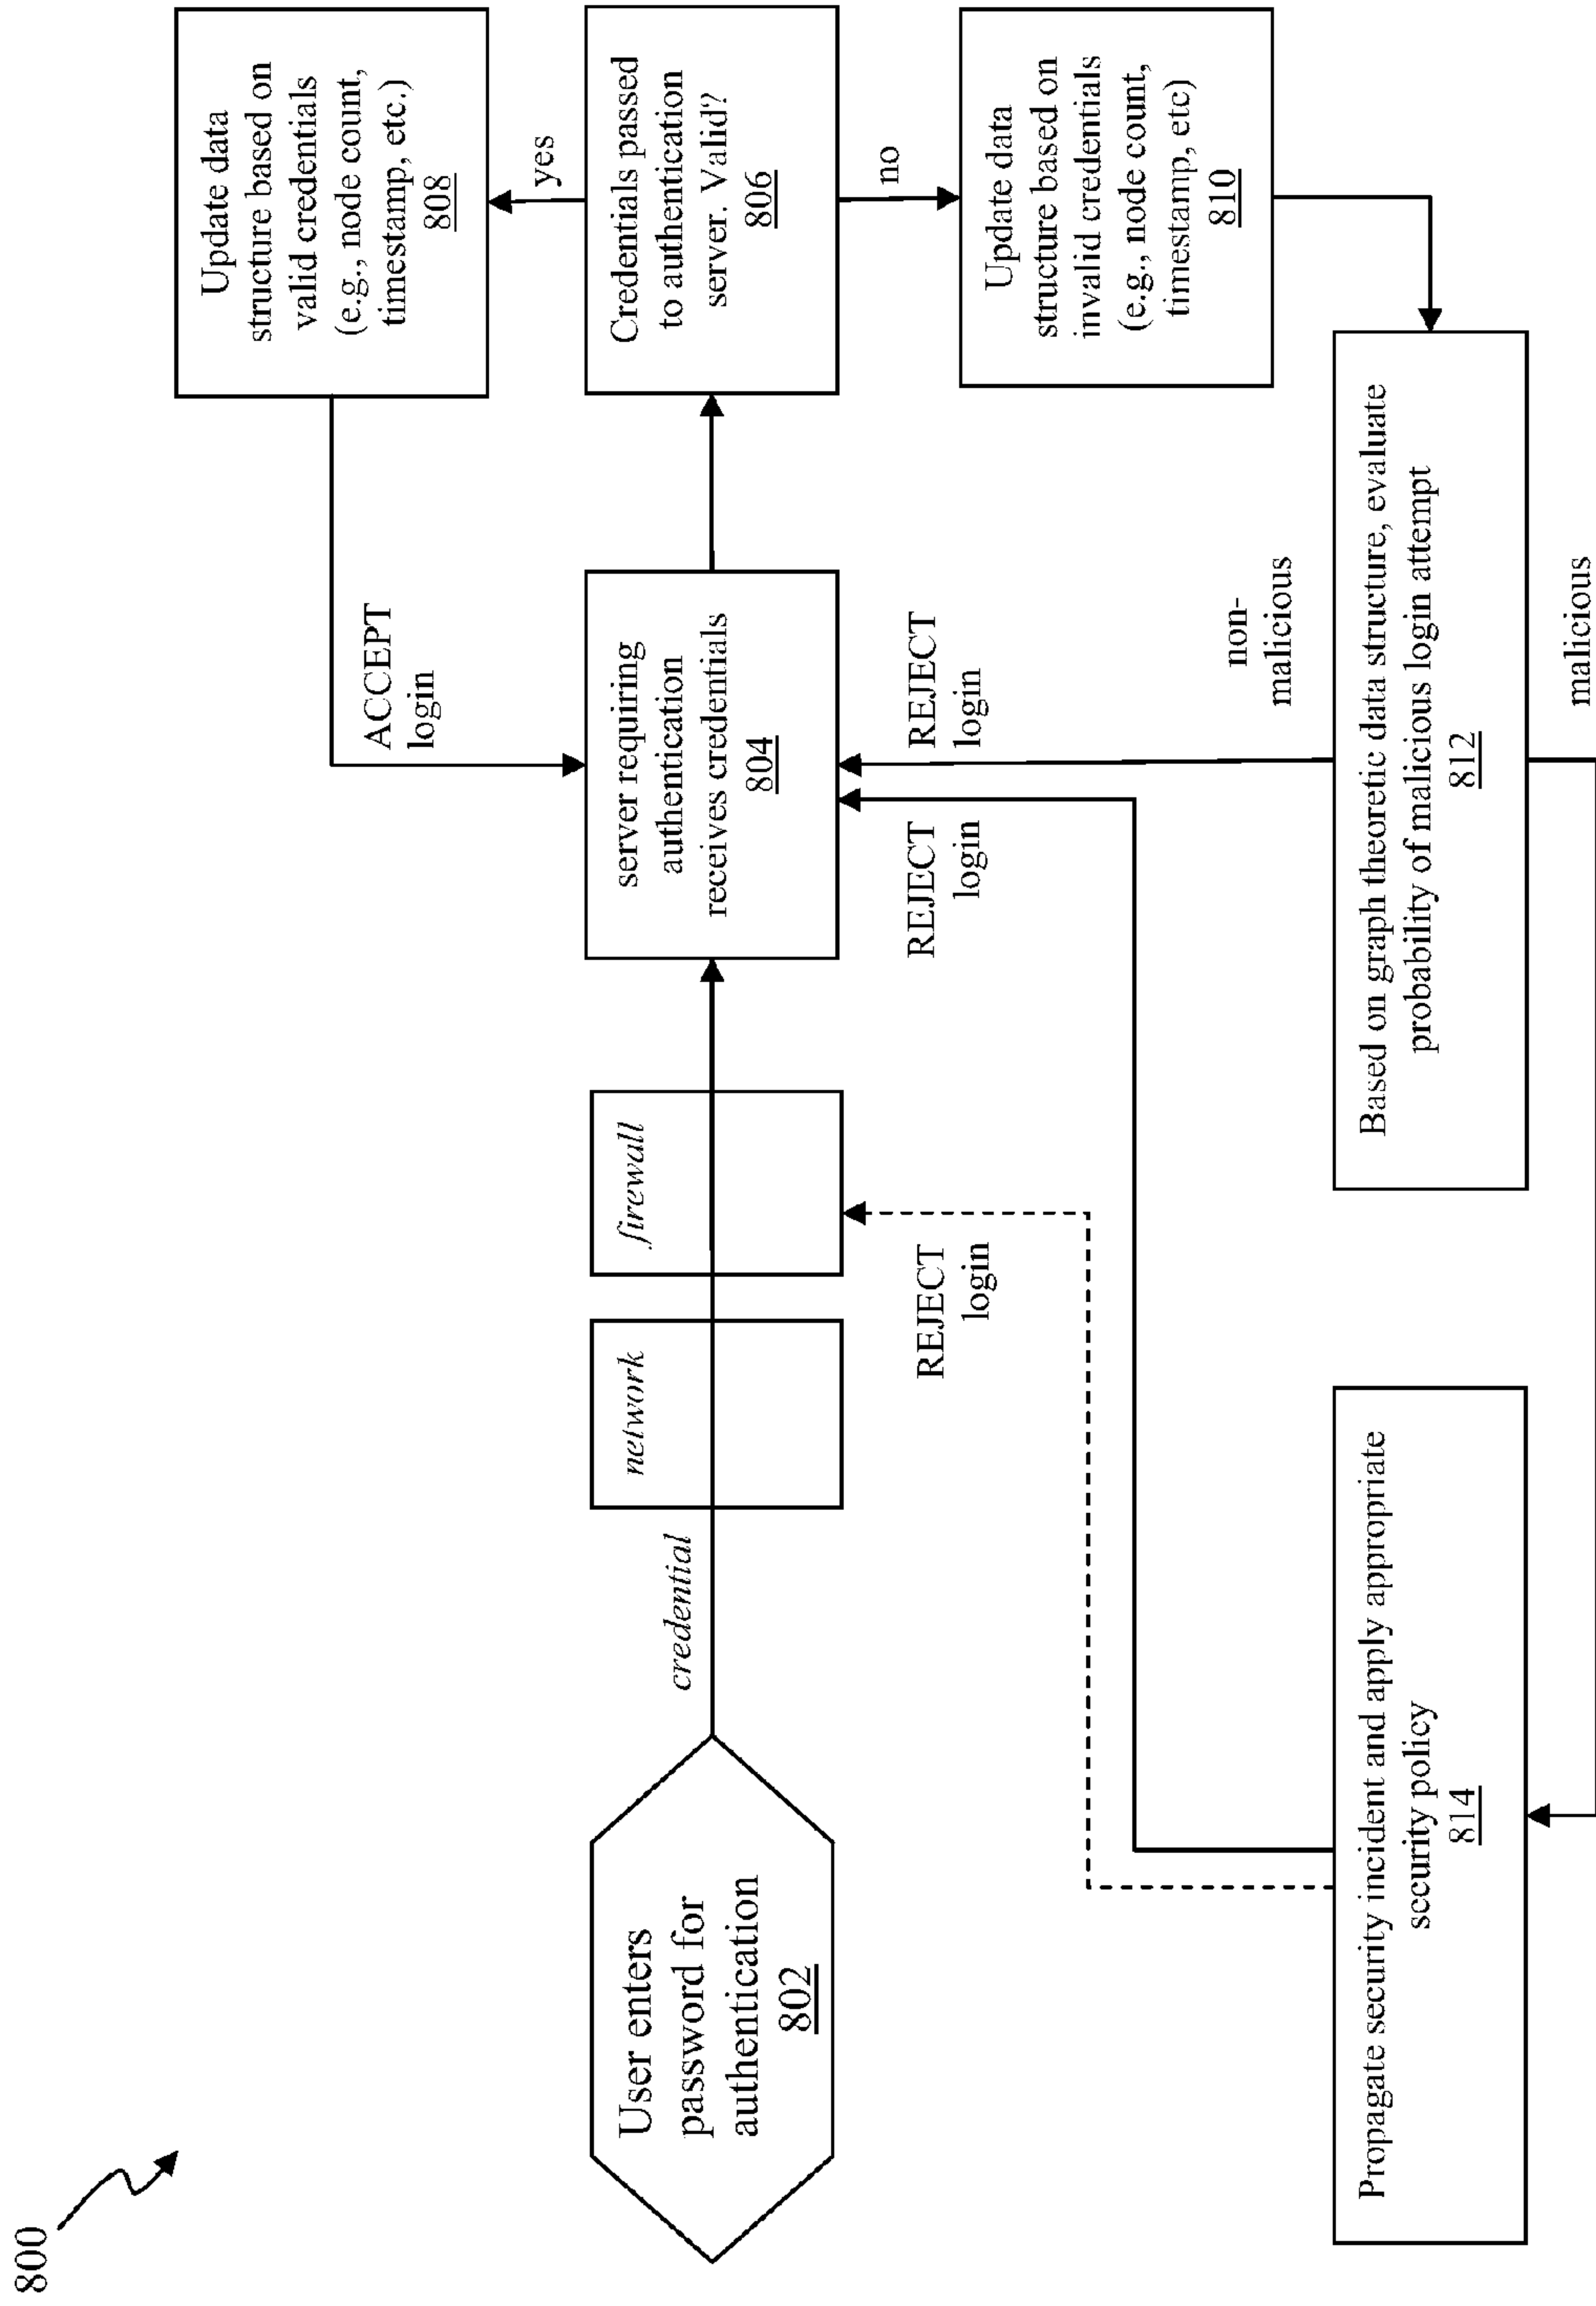 800
Update data
structure based on
valid credentials
(e.g., node count,
timestamp, etc.)
808
ACCEPT
login
yes
User enters
password for
authentication
802
credential
network
firewall
server requiring
authentication
receives credentials
804
Credentials passed
to authentication
server. Valid?
806
no
REJECT
login
REJECT
login
REJECT
login
Update data
structure based on
invalid credentials
(e.g., node count,
timestamp, etc)
810
non-
malicious
Propagate security incident and apply appropriate
security policy
814
Based on graph theoretic data structure, evaluate
probability of malicious login attempt
812
malicious